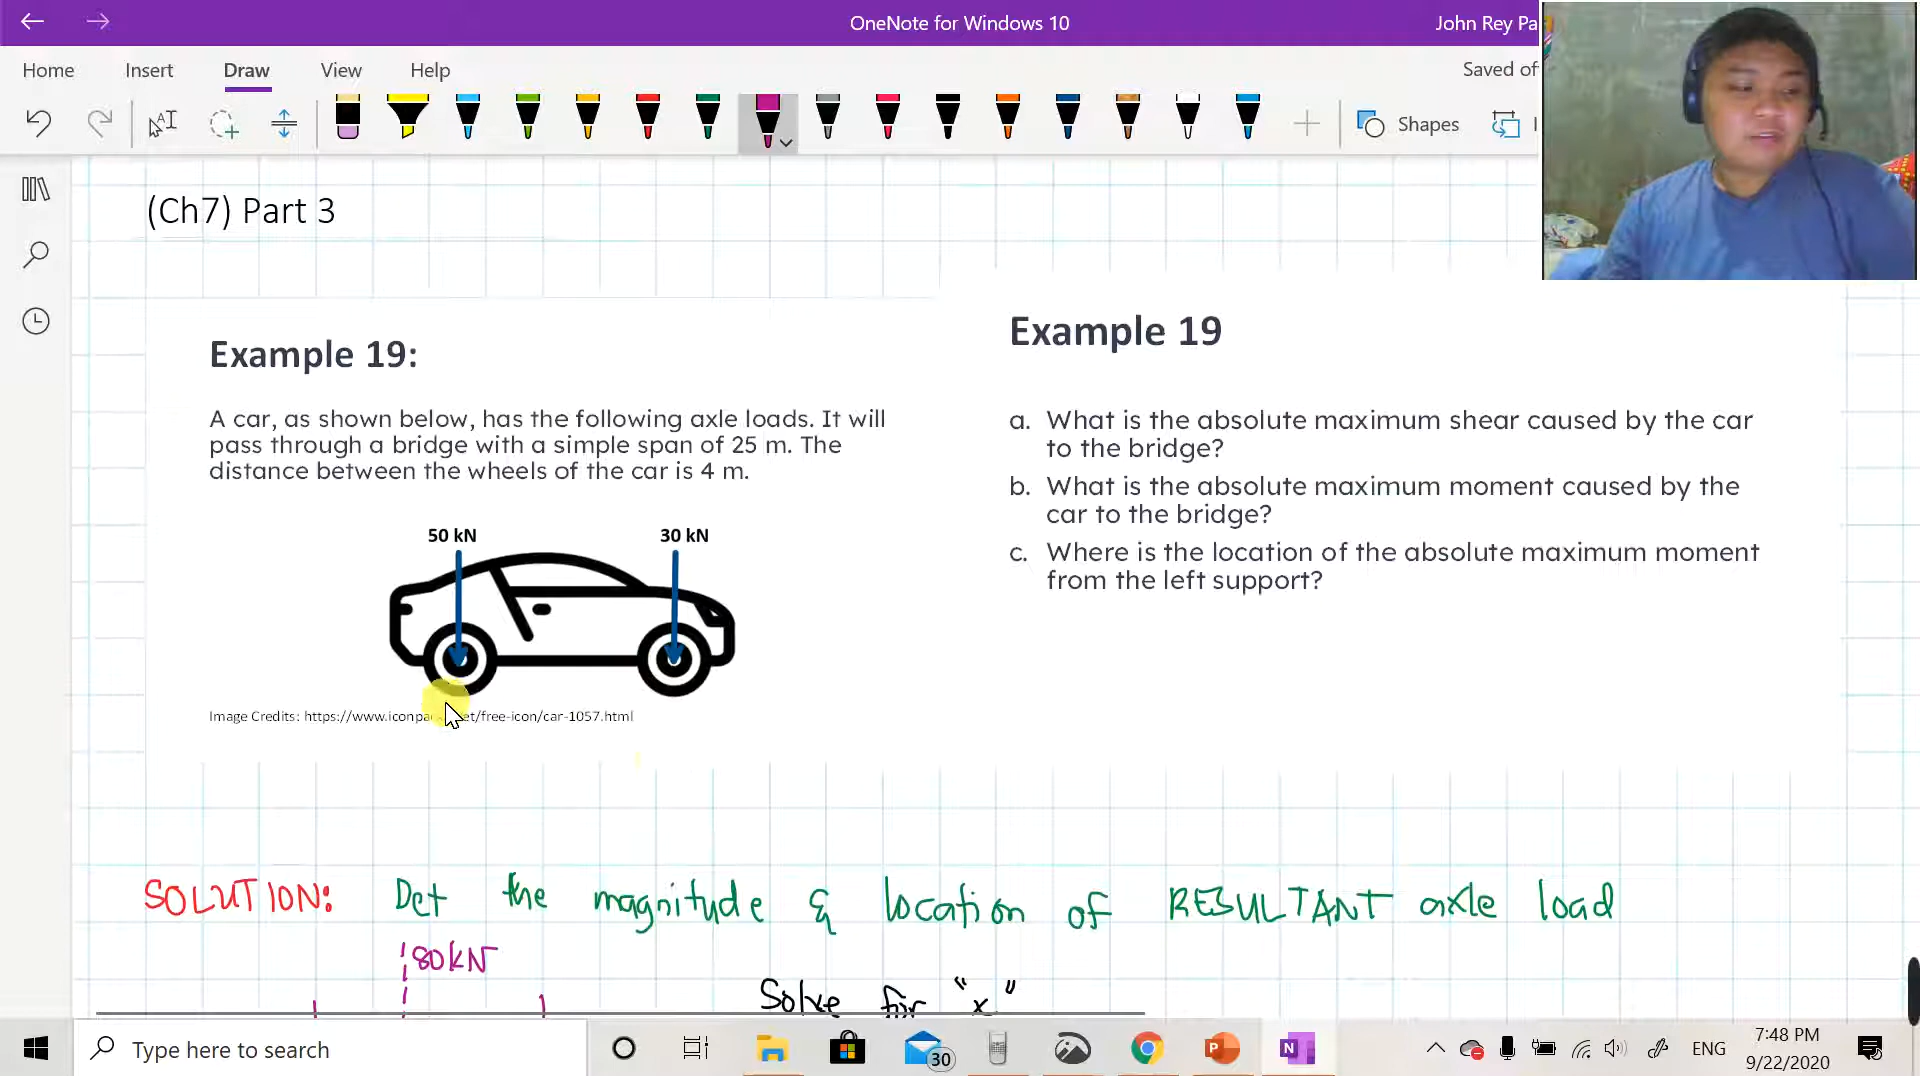 OneNote for Windows 10
John Rey Pa
Home Insert Draw View Help
Saved of
Shapes
(Ch7) Part 3
Example 19:
A car, as shown below, has the following axle loads. It will
pass through a bridge with a simple span of 25 m. The
distance between the wheels of the car is 4 m.
50 kN 30 kN
Image Credits: https://www.iconpa et/free-icon/car-1057.html
Example 19
a. What is the absolute maximum shear caused by the car
to the bridge?
b. What is the absolute maximum moment caused by the
car to the bridge?
c. Where is the location of the absolute maximum moment
from the left support?
SOLUTION: Det the magnitude & location of RESULTANT axle load
80kN
Solve for "x"
Type here to search
30
ENG
7:48 PM
9/22/2020